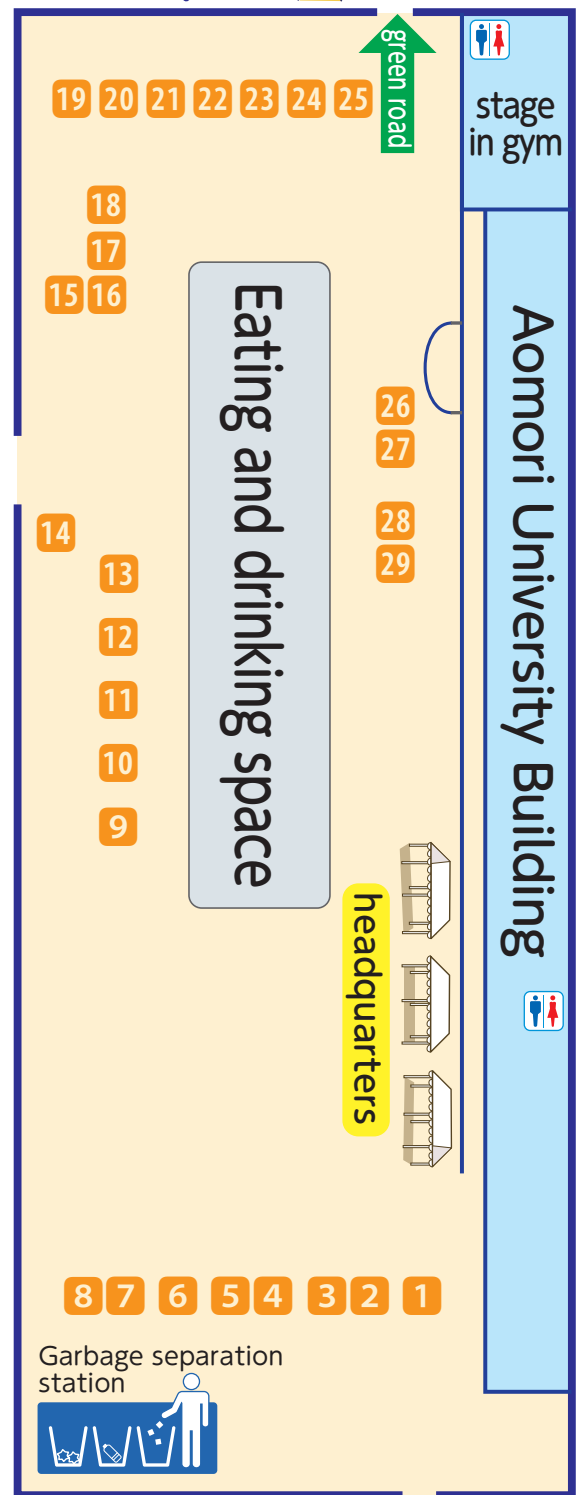 green road
stage
in gym
19 20 21 22 23 24 25
18
17
15 16
Eating and drinking space
Aomori University Building
26
27
28
29
14
13
12
11
10
9
headquarters
8 7 6 5 4 3 2 1
Garbage separation
station